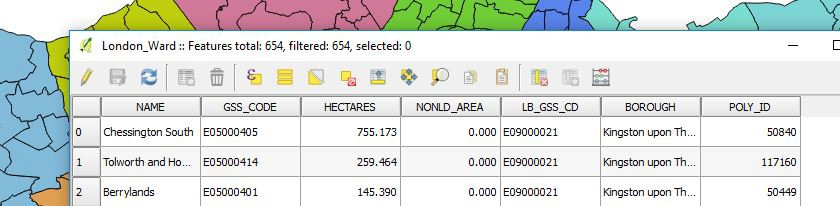 London_Ward :: Features total: 654, filtered: 654, selected: 0
NAME GSS_CODE HECTARES NONLD_AREA LB_GSS_CD BOROUGH POLY_ID
0 Chessington South E05000405 755.173 0.000 E09000021 Kingston upon Th... 50840
1 Tolworth and Ho... E05000414 259.464 0.000 E09000021 Kingston upon Th... 117160
2 Berrylands E05000401 145.390 0.000 E09000021 Kingston upon Th... 50449